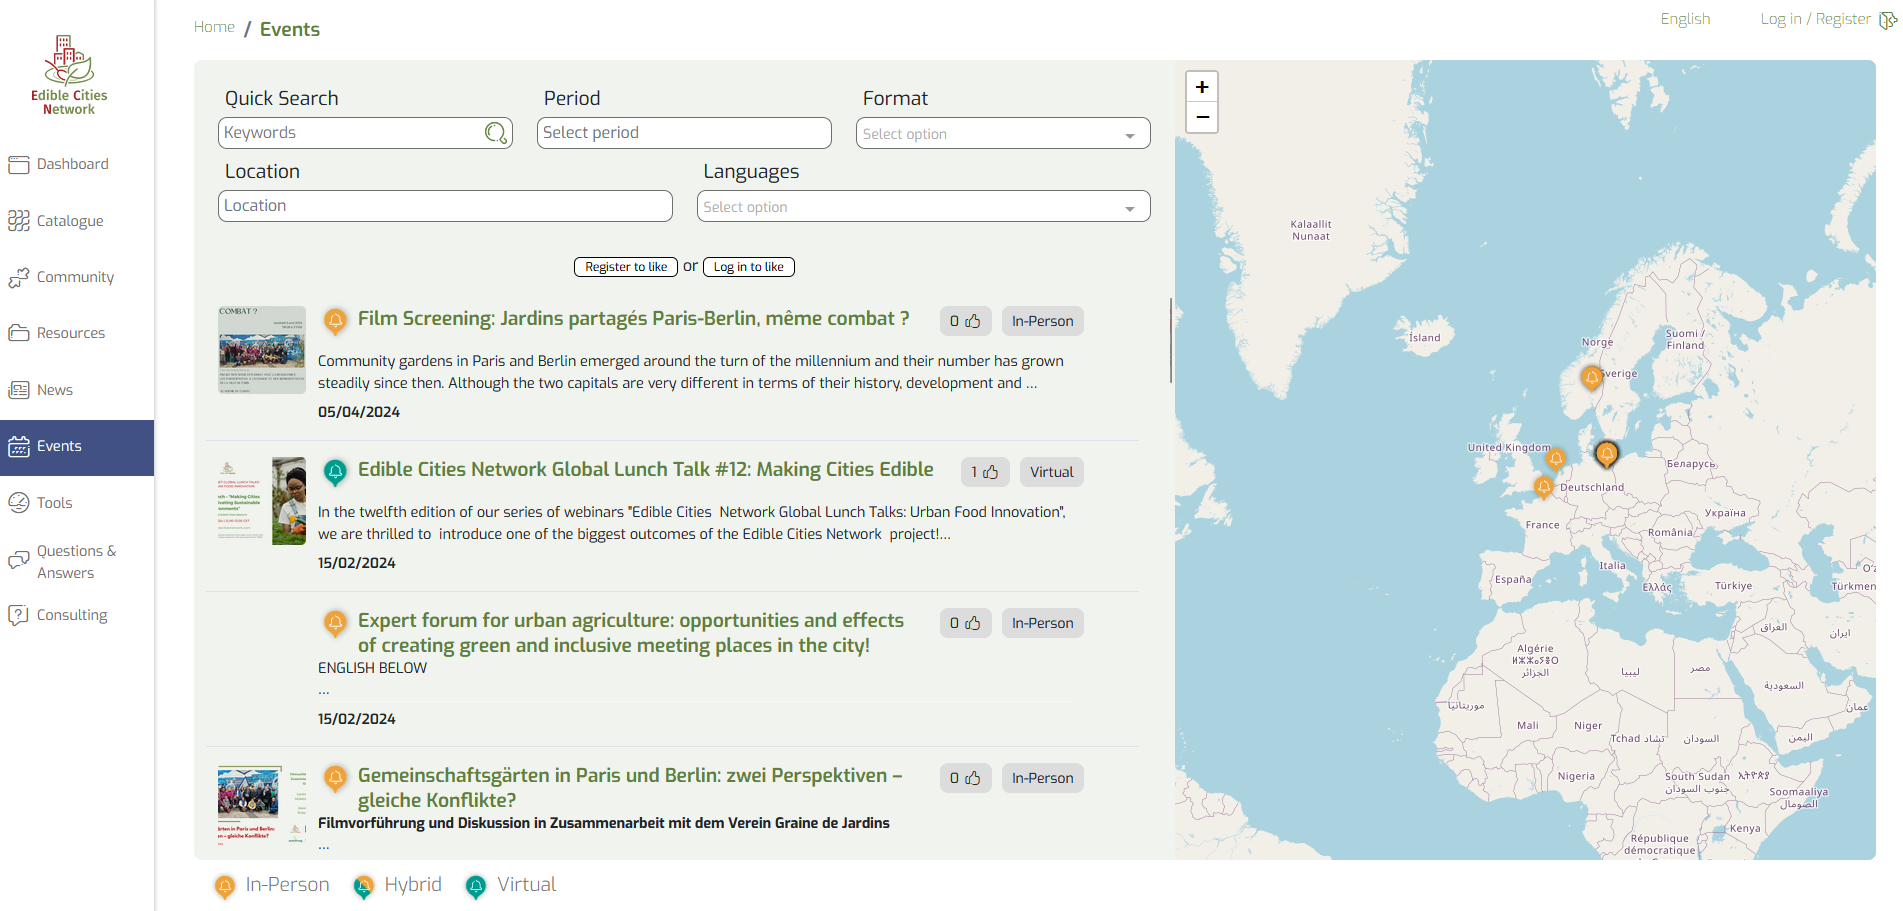 Home / Events
English
Log in / Register
Edible Cities
Network
Dashboard
Catalogue
Community
Resources
News
Events
Tools
Questions &
Answers
Consulting
Quick Search
Period
Format
Keywords
Select period
Select option
Location
Languages
Location
Select option
Register to like or Log in to like
COMBAT ?
Film Screening: Jardins partagés Paris-Berlin, même combat ?
0
In-Person
Community gardens in Paris and Berlin emerged around the turn of the millennium and their number has grown
steadily since then. Although the two capitals are very different in terms of their history, development and ...
05/04/2024
Edible Cities Network Global Lunch Talk #12: Making Cities Edible
1
Virtual
In the twelfth edition of our series of webinars "Edible Cities Network Global Lunch Talks: Urban Food Innovation",
we are thrilled to introduce one of the biggest outcomes of the Edible Cities Network project!...
15/02/2024
Expert forum for urban agriculture: opportunities and effects
of creating green and inclusive meeting places in the city!
0
In-Person
ENGLISH BELOW
...
15/02/2024
Gemeinschaftsgärten in Paris und Berlin: zwei Perspektiven –
gleiche Konflikte?
0
In-Person
Filmvorführung und Diskussion in Zusammenarbeit mit dem Verein Graine de Jardins
...
In-Person
Hybrid
Virtual
+
−
Kalaallit
Nunaat
Ísland
Norge
Suomi /
Finland
Sverige
United Kingdom
Беларусь
Deutschland
Україна
France
România
Italia
España
Ελλάς
Türkiye
Türkmen
العراق
ایران
Algérie
ⵍⵣⵣⴰⵢⴻⵔ
الجزائر
ليبيا
مصر
السعودية
موريتانيا
عمان
Mali
Niger
Tchad تشاد
السودان
اليمن
Nigeria
South Sudan
جنوب السودان
ኢትዮጵያ
Soomaaliya
الصومال
Kenya
République
démocratique